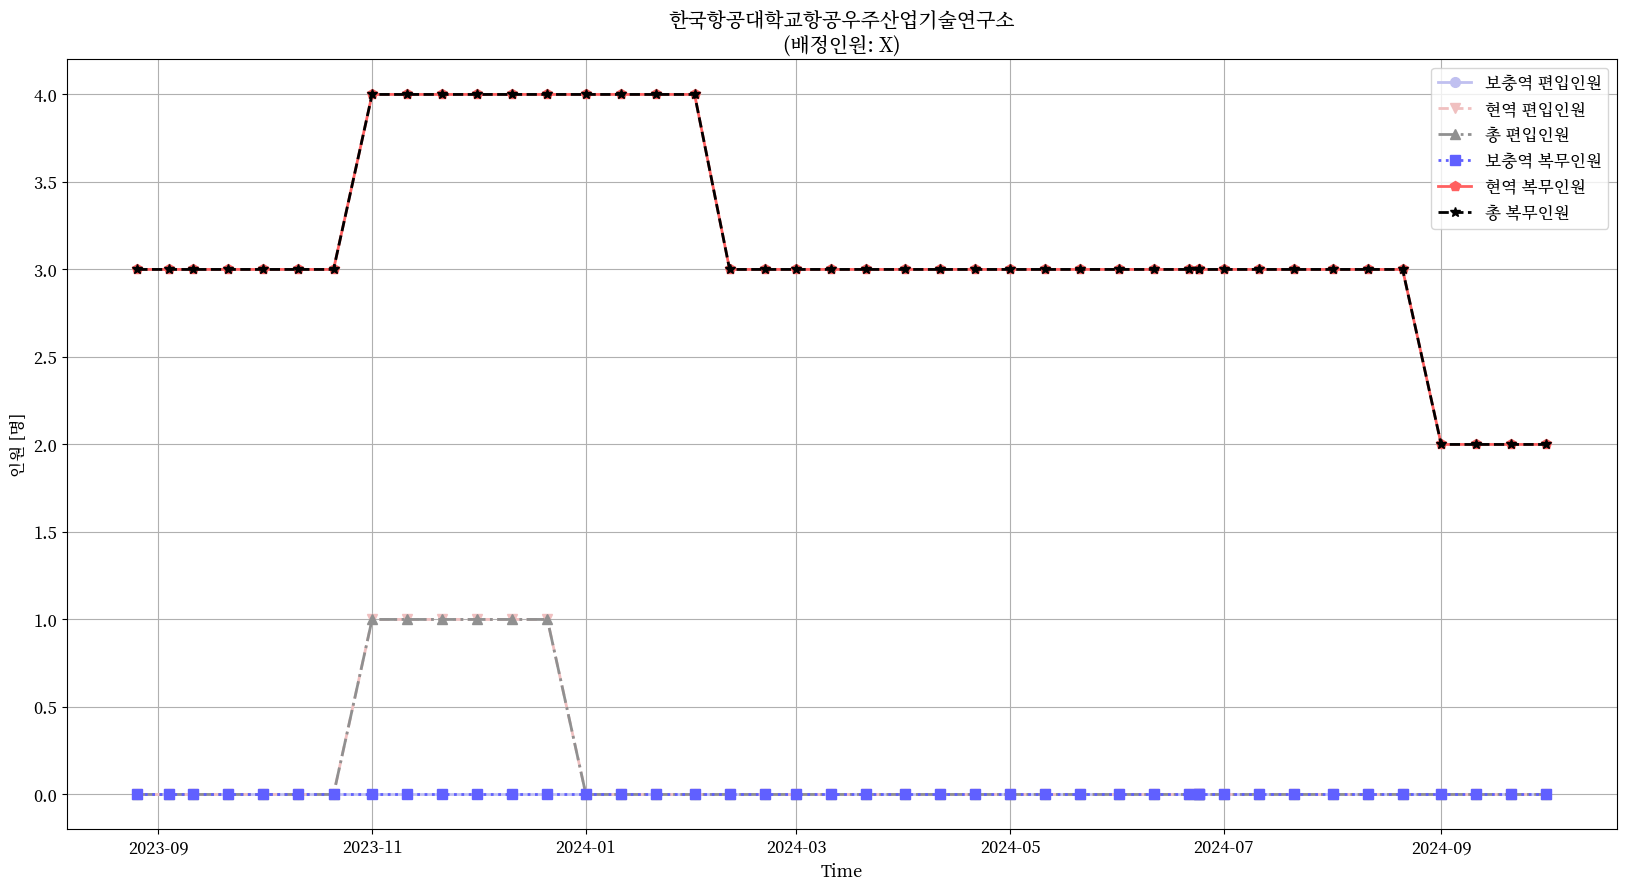 한국항공대학교항공우주산업기술연구소
(배정인원: X)
보충역 편입인원
현역 편입인원
총 편입인원
보충역 복무인원
현역 복무인원
총 복무인원
인원 [명]
4.0
3.5
3.0
2.5
2.0
1.5
1.0
0.5
0.0
2023-09
2023-11
2024-01
2024-03
2024-05
2024-07
2024-09
Time